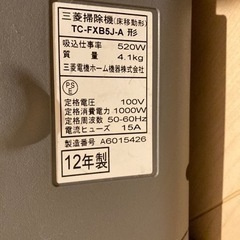 三菱掃除機(床移動形)
TC-FXB5J-A 形
吸込仕事率 520W
質量 4.1kg
三菱電機ホーム機器株式会社
PS
E
定格電圧 100V
定格消費電力 1000W
定格周波数 50-60Hz
電流ヒューズ 15A
製造番号 A6015426
12年製